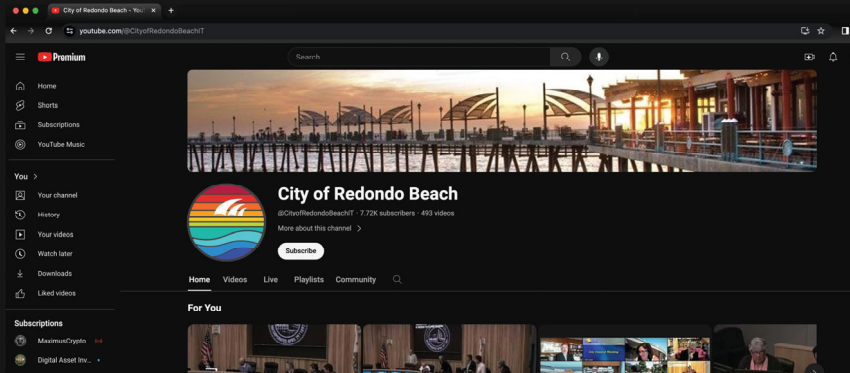 City of Redondo Beach - You
youtube.com/@CityofRedondoBeachIT
Premium
Search
Home
Shorts
Subscriptions
YouTube Music
You
Your channel
History
Your videos
Watch later
Downloads
Liked videos
Subscriptions
MaximusCrypto
Digital Asset Inv...
City of Redondo Beach
@CityofRedondoBeachIT · 7.72K subscribers · 493 videos
More about this channel
Subscribe
Home Videos Live Playlists Community
For You